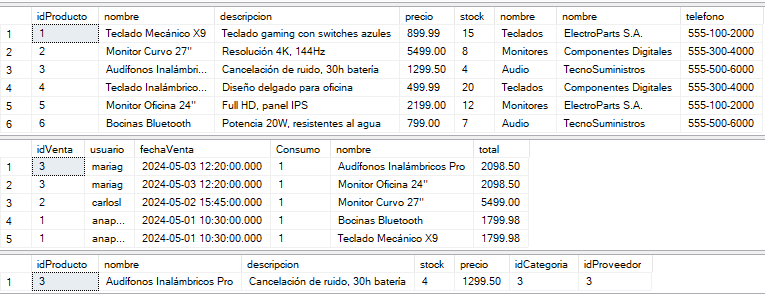 idProducto nombre descripcion precio stock nombre nombre telefono
1 1 Teclado Mecánico X9 Teclado gaming con switches azules 899.99 15 Teclados ElectroParts S.A. 555-100-2000
2 2 Monitor Curvo 27" Resolución 4K, 144Hz 5499.00 8 Monitores Componentes Digitales 555-300-4000
3 3 Audífonos Inalámbri... Cancelación de ruido, 30h batería 1299.50 4 Audio TecnoSuministros 555-500-6000
4 4 Teclado Inalámbrico... Diseño delgado para oficina 499.99 20 Teclados Componentes Digitales 555-300-4000
5 5 Monitor Oficina 24" Full HD, panel IPS 2199.00 12 Monitores ElectroParts S.A. 555-100-2000
6 6 Bocinas Bluetooth Potencia 20W, resistentes al agua 799.00 7 Audio TecnoSuministros 555-500-6000
idVenta usuario fechaVenta Consumo nombre total
1 3 mariag 2024-05-03 12:20:00.000 1 Audífonos Inalámbricos Pro 2098.50
2 3 mariag 2024-05-03 12:20:00.000 1 Monitor Oficina 24" 2098.50
3 2 carlosl 2024-05-02 15:45:00.000 1 Monitor Curvo 27" 5499.00
4 1 anap... 2024-05-01 10:30:00.000 1 Bocinas Bluetooth 1799.98
5 1 anap... 2024-05-01 10:30:00.000 1 Teclado Mecánico X9 1799.98
idProducto nombre descripcion stock precio idCategoria idProveedor
1 3 Audífonos Inalámbricos Pro Cancelación de ruido, 30h batería 4 1299.50 3 3